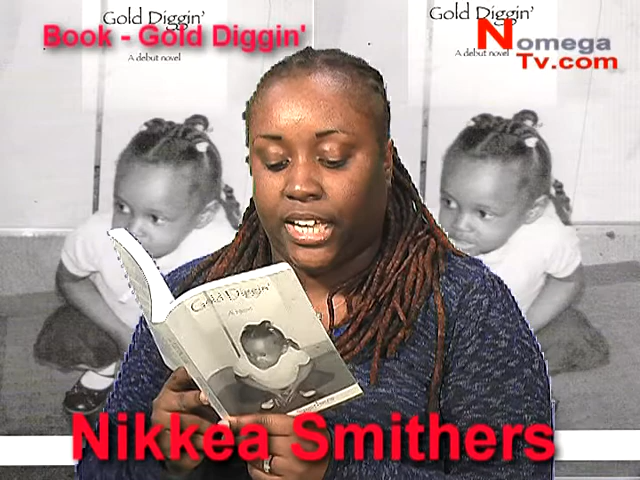 Gold Diggin'
A debut novel
Gold Diggin'
A debut novel
Book - Gold Diggin'
Nomega
Tv.com
Gold Diggin'
A novel
Nikkea Smithers